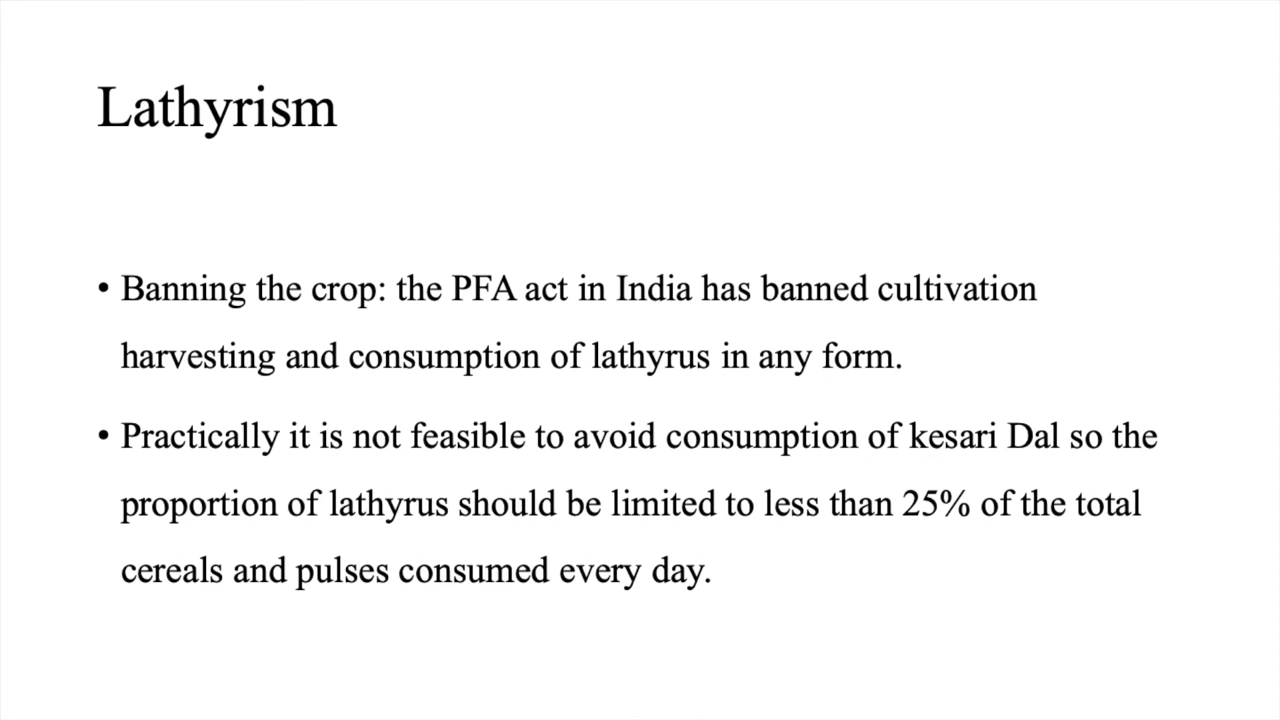 Lathyrism
• Banning the crop: the PFA act in India has banned cultivation
harvesting and consumption of lathyrus in any form.
• Practically it is not feasible to avoid consumption of kesari Dal so the
proportion of lathyrus should be limited to less than 25% of the total
cereals and pulses consumed every day.